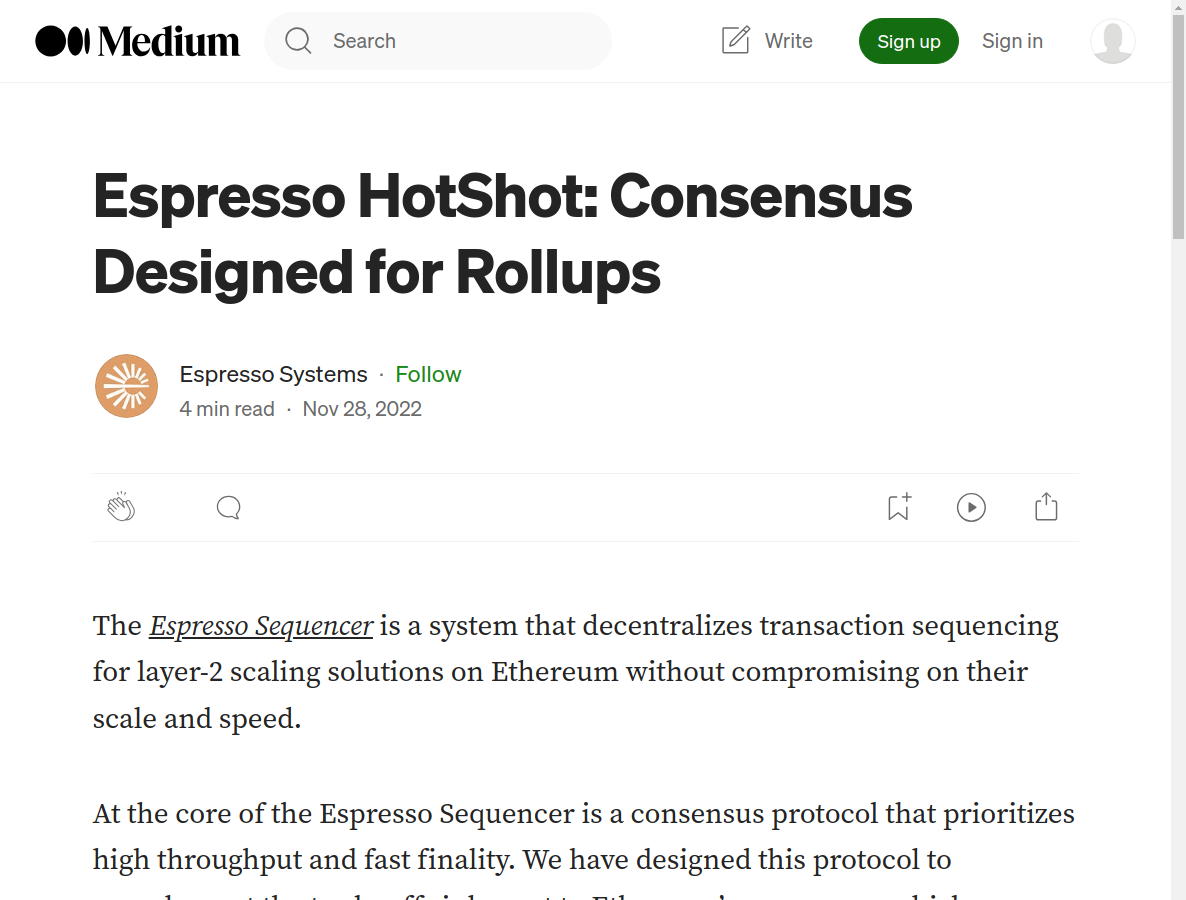 Medium
Search
Write
Sign up
Sign in
Espresso HotShot: Consensus
Designed for Rollups
Espresso Systems · Follow
4 min read · Nov 28, 2022
The Espresso Sequencer is a system that decentralizes transaction sequencing
for layer-2 scaling solutions on Ethereum without compromising on their
scale and speed.
At the core of the Espresso Sequencer is a consensus protocol that prioritizes
high throughput and fast finality. We have designed this protocol to